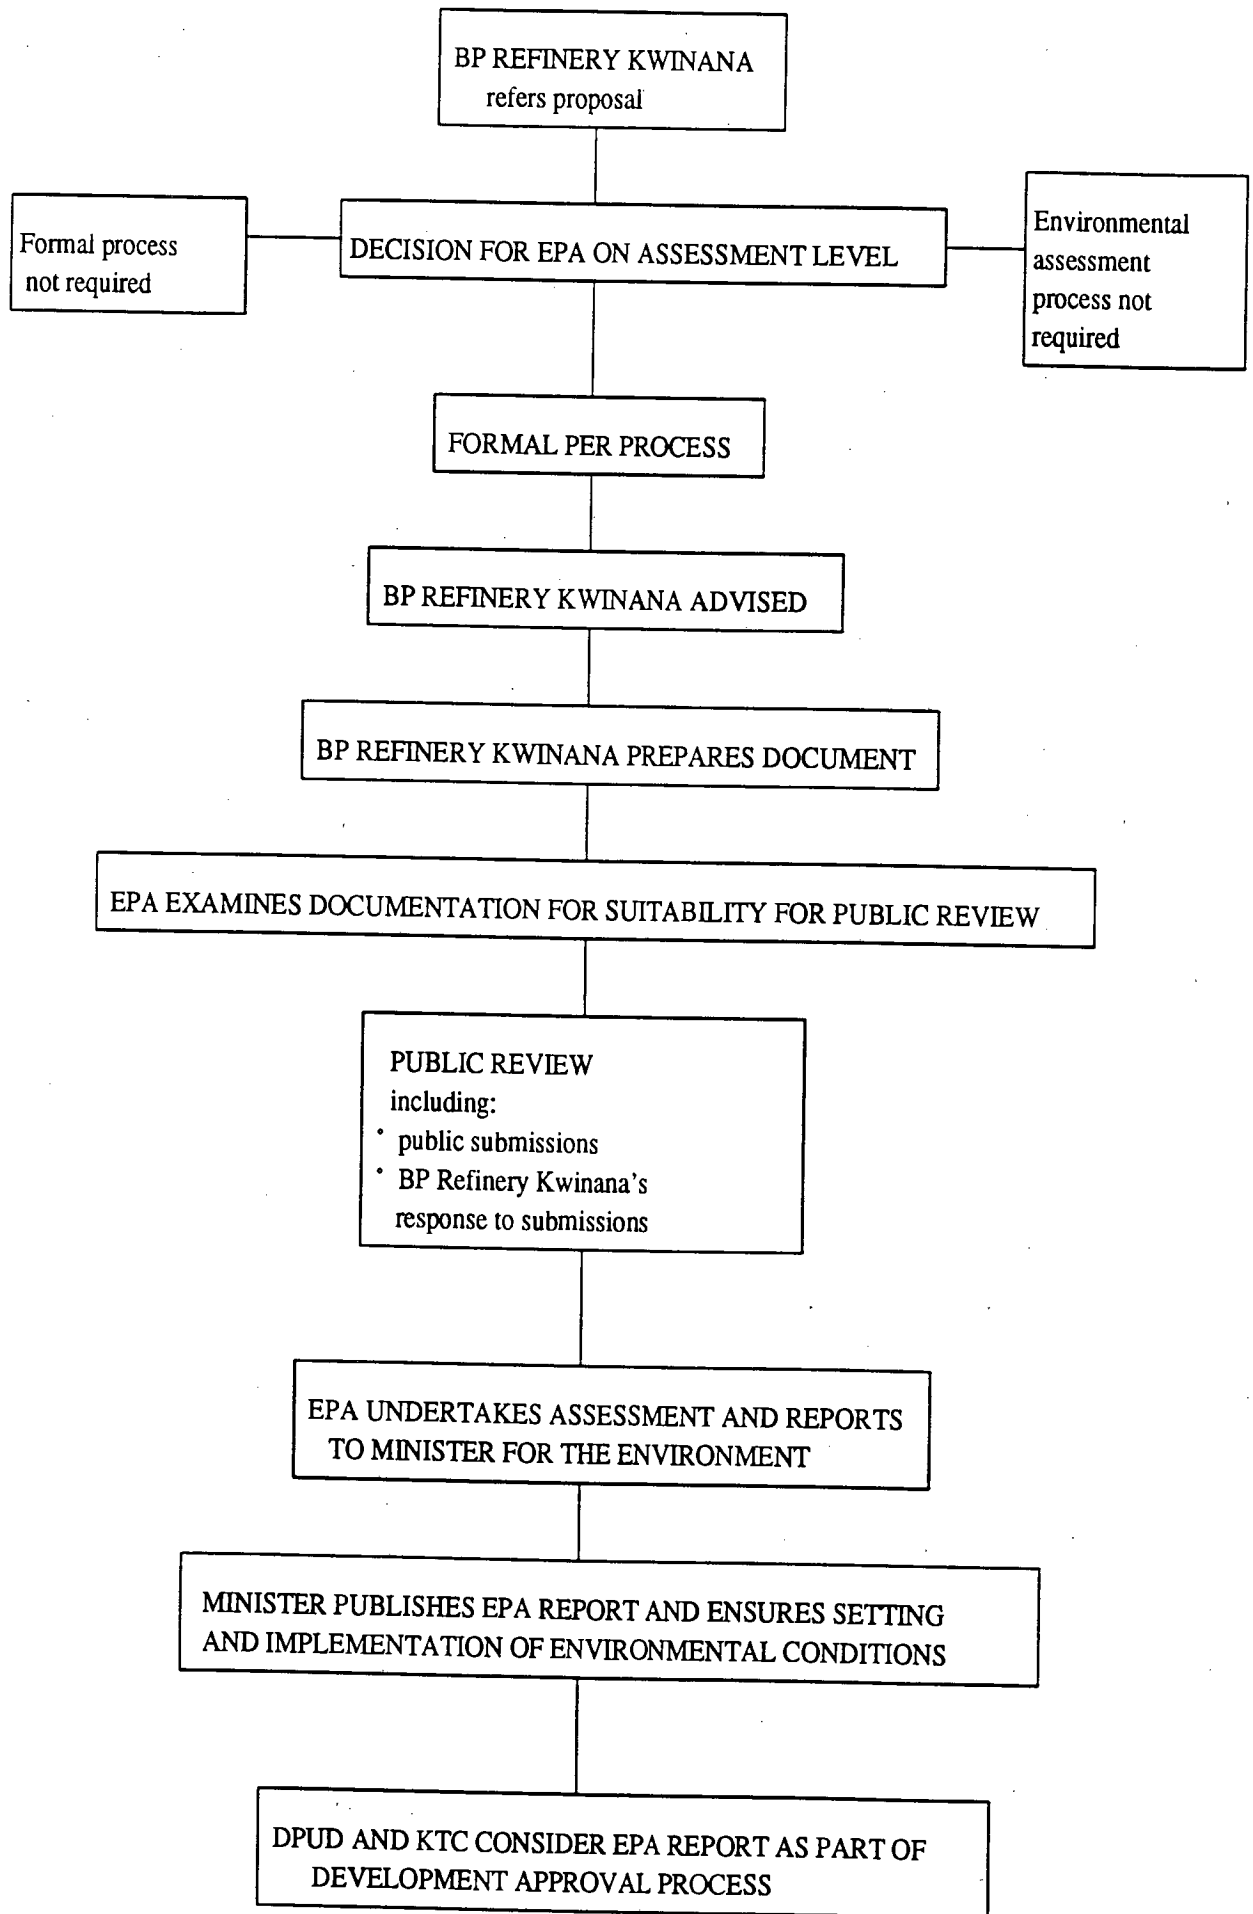 BP REFINERY KWINANA
refers proposal
Formal process
not required
DECISION FOR EPA ON ASSESSMENT LEVEL
Environmental
assessment
process not
required
FORMAL PER PROCESS
BP REFINERY KWINANA ADVISED
BP REFINERY KWINANA PREPARES DOCUMENT
EPA EXAMINES DOCUMENTATION FOR SUITABILITY FOR PUBLIC REVIEW
PUBLIC REVIEW
including:
• public submissions
• BP Refinery Kwinana's
response to submissions
EPA UNDERTAKES ASSESSMENT AND REPORTS
TO MINISTER FOR THE ENVIRONMENT
MINISTER PUBLISHES EPA REPORT AND ENSURES SETTING
AND IMPLEMENTATION OF ENVIRONMENTAL CONDITIONS
DPUD AND KTC CONSIDER EPA REPORT AS PART OF
DEVELOPMENT APPROVAL PROCESS